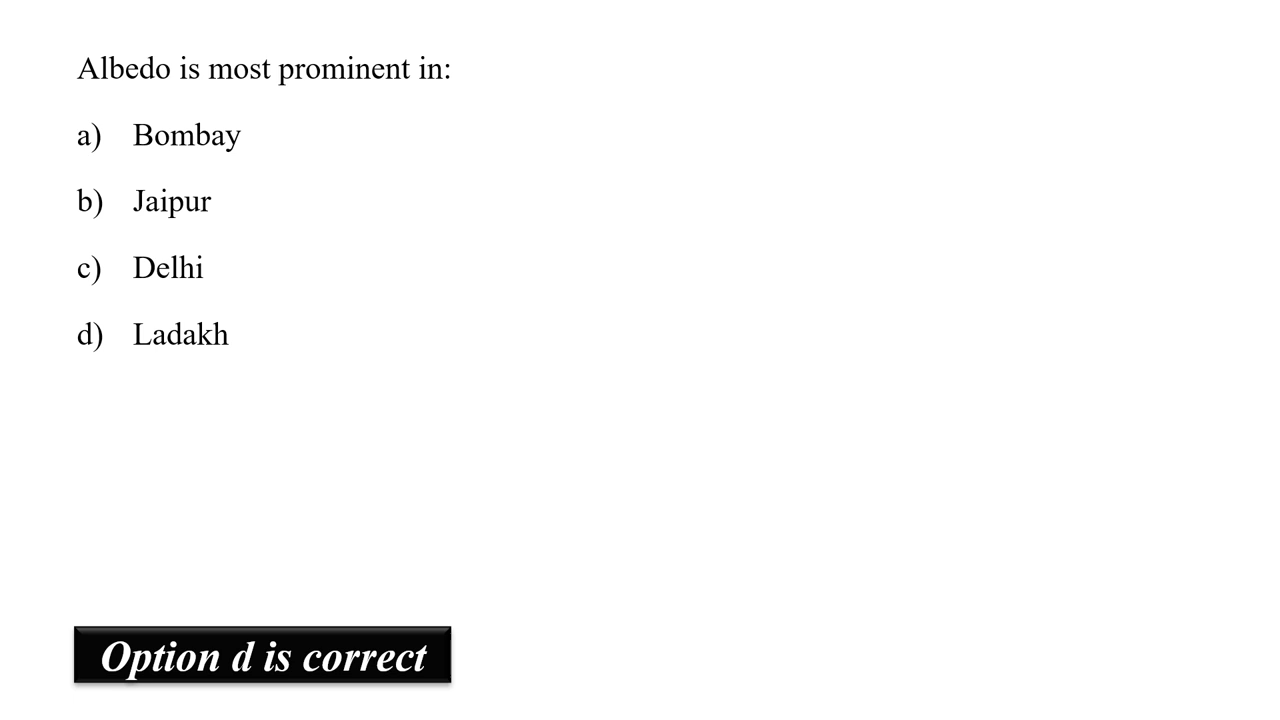 Albedo is most prominent in:
a) Bombay
b) Jaipur
c) Delhi
d) Ladakh
Option d is correct